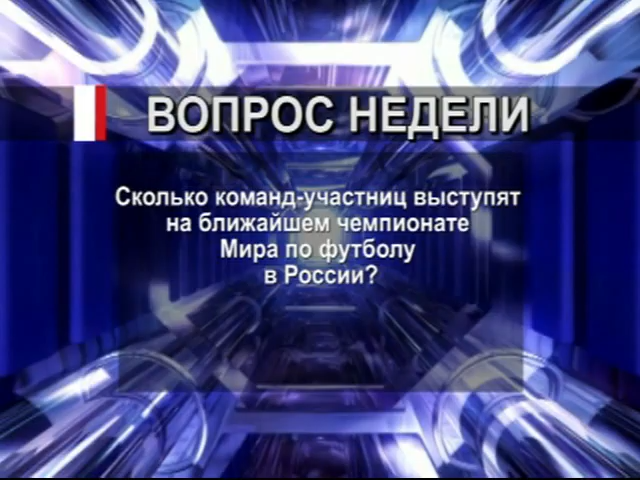 ВОПРОС НЕДЕЛИ
Сколько команд-участниц выступят
на ближайшем чемпионате
Мира по футболу
в России?